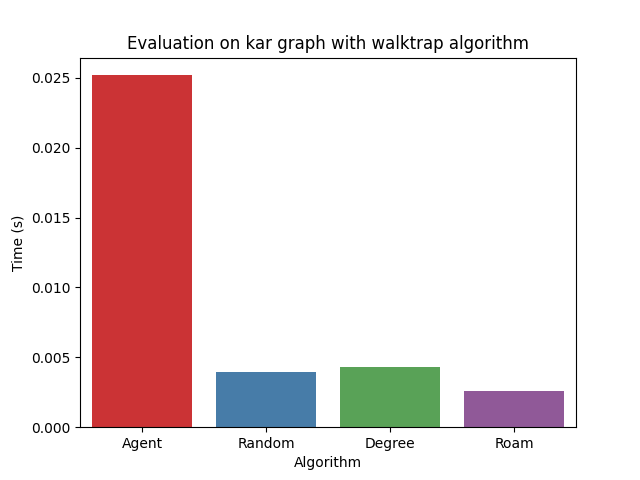 Evaluation on kar graph with walktrap algorithm
0.025
0.020
0.015
0.010
0.005
0.000
Time (s)
Agent Random Degree Roam
Algorithm